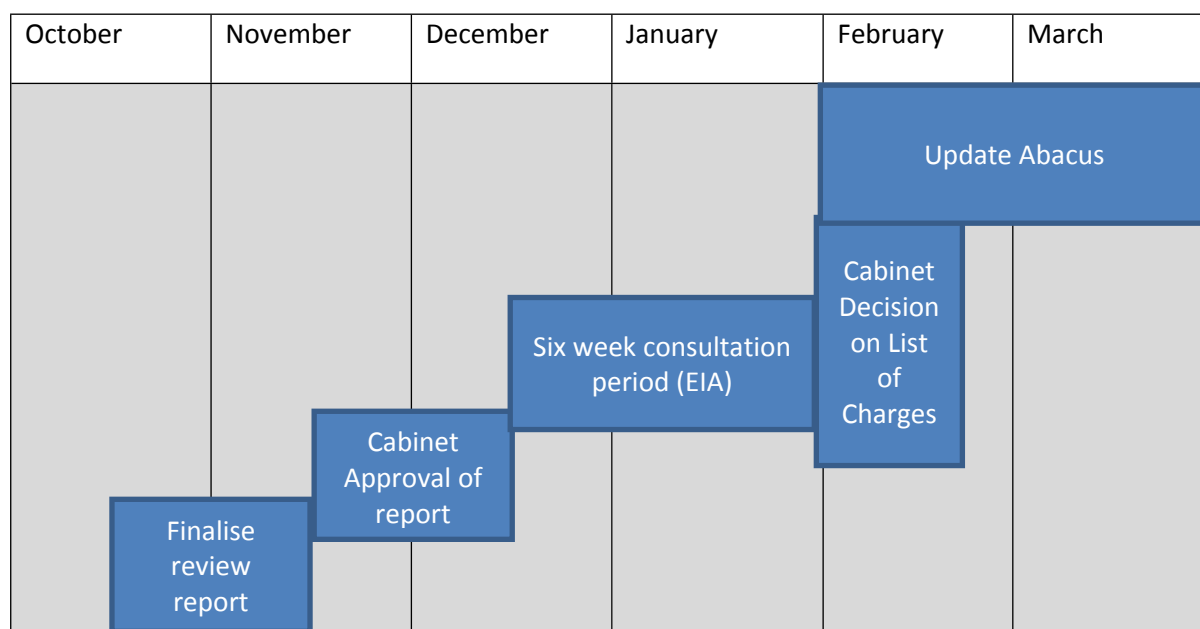 October November December January February March
Update Abacus
Cabinet
Decision
on List
of
Charges
Six week consultation
period (EIA)
Cabinet
Approval of
report
Finalise
review
report